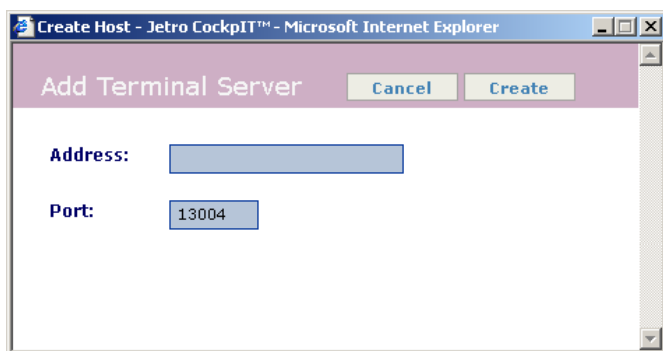 Create Host - Jetro CockpIT™ - Microsoft Internet Explorer
Add Terminal Server Cancel Create
Address:
Port: 13004